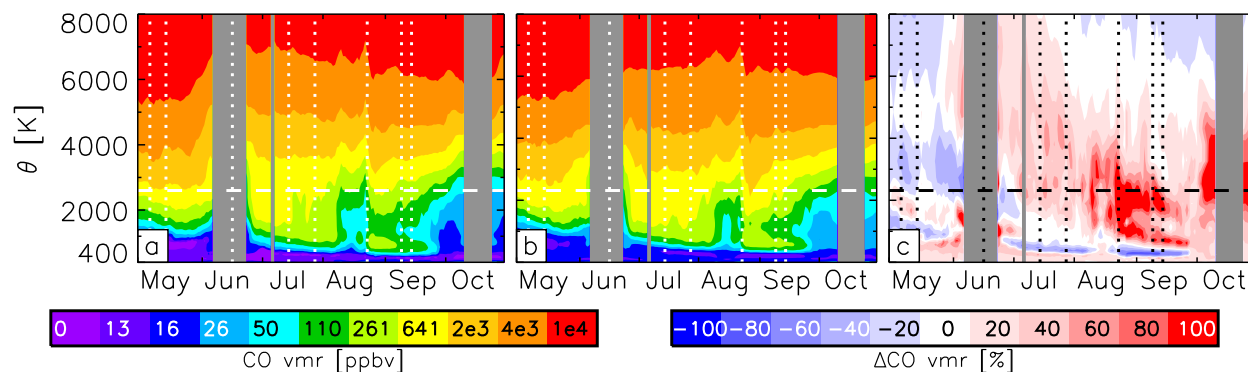 8000
6000
4000
2000
400
θ [K]
a
b
c
May Jun Jul Aug Sep Oct
May Jun Jul Aug Sep Oct
May Jun Jul Aug Sep Oct
0 13 16 26 50 110 261 641 2e3 4e3 1e4
CO vmr [ppbv]
−100 −80 −60 −40 −20 0 20 40 60 80 100
ΔCO vmr [%]